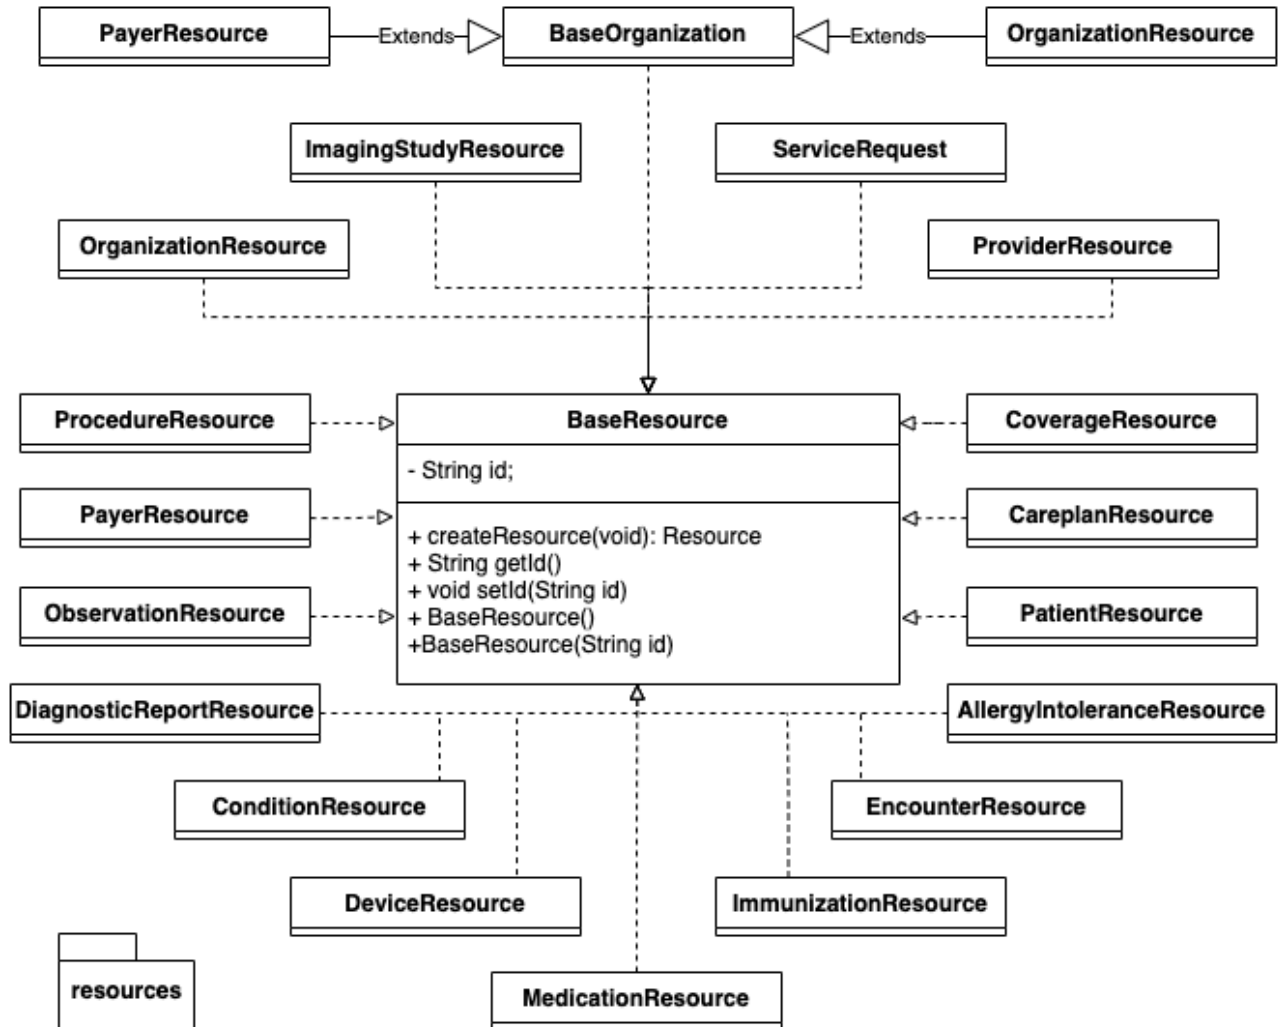 PayerResource
Extends
BaseOrganization
Extends
OrganizationResource
ImagingStudyResource
ServiceRequest
OrganizationResource
ProviderResource
ProcedureResource
BaseResource
CoverageResource
- String id;
PayerResource
CareplanResource
+ createResource(void): Resource
+ String getId()
+ void setId(String id)
+ BaseResource()
+BaseResource(String id)
ObservationResource
PatientResource
DiagnosticReportResource
AllergyIntoleranceResource
ConditionResource
EncounterResource
DeviceResource
ImmunizationResource
resources
MedicationResource